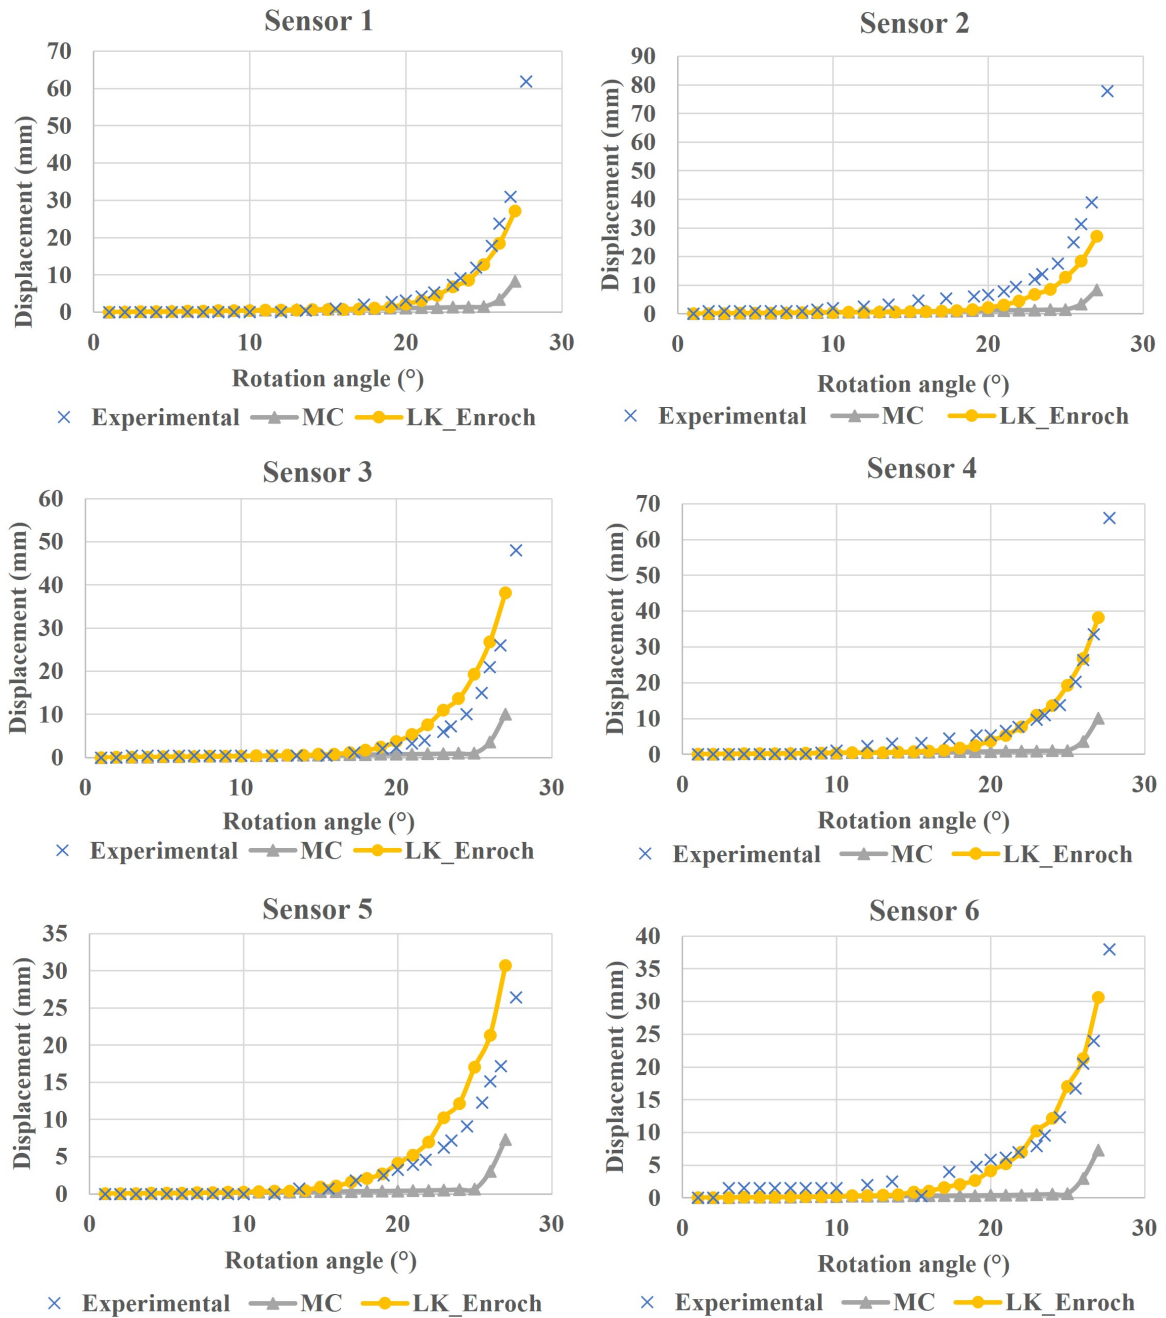 Sensor 1
Displacement (mm)
70
60
50
40
30
20
10
0
0 10 20 30
Rotation angle (°)
Experimental MC LK_Enroch
Sensor 2
Displacement (mm)
90
80
70
60
50
40
30
20
10
0
0 10 20 30
Rotation angle (°)
Experimental MC LK_Enroch
Sensor 3
Displacement (mm)
60
50
40
30
20
10
0
0 10 20 30
Rotation angle (°)
Experimental MC LK_Enroch
Sensor 4
Displacement (mm)
70
60
50
40
30
20
10
0
0 10 20 30
Rotation angle (°)
Experimental MC LK_Enroch
Sensor 5
Displacement (mm)
35
30
25
20
15
10
5
0
0 10 20 30
Rotation angle (°)
Experimental MC LK_Enroch
Sensor 6
Displacement (mm)
40
35
30
25
20
15
10
5
0
0 10 20 30
Rotation angle (°)
Experimental MC LK_Enroch